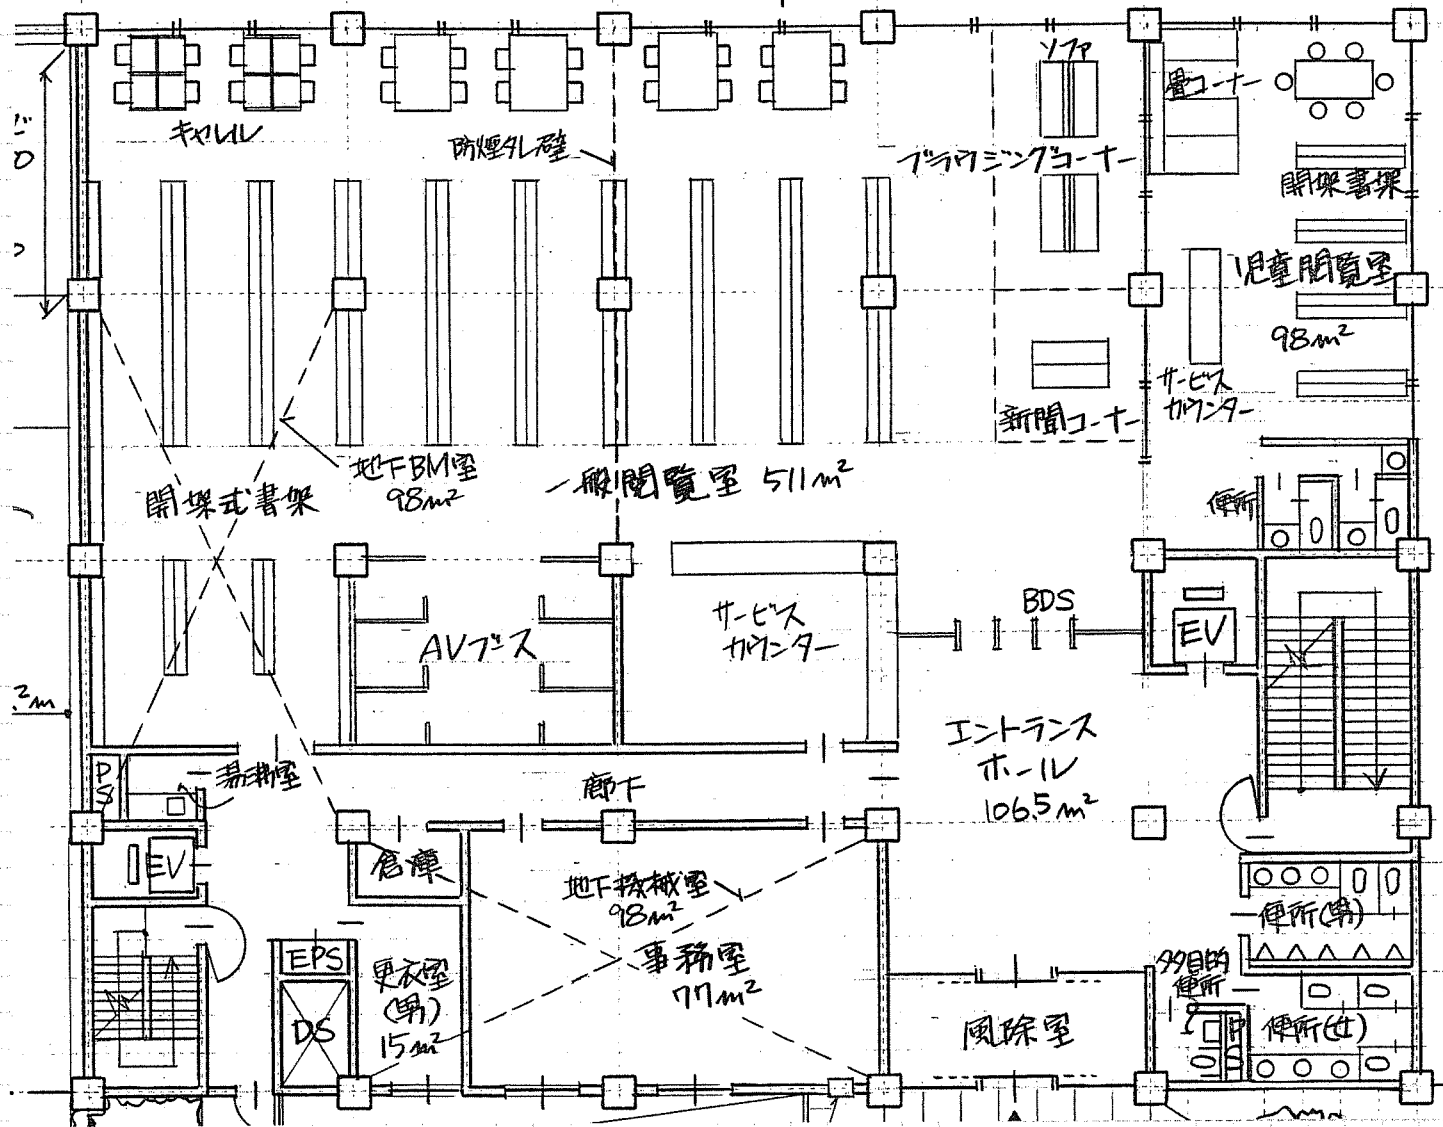 ソファ
畳コーナー
キャレル
防煙タレ壁
ブラウジングコーナー
開架書架
児童閲覧室
98m²
サービス
カウンター
新聞コーナー
地下BM室
98m²
一般閲覧室 511m²
開架式書架
便所
BDS
サービス
カウンター
AVブース
EV
エントランス
ホール
106.5m²
PS
湯沸室
廊下
EV
倉庫
地下機械室
98m²
事務室
77m²
便所(男)
EPS
更衣室
(男)
15m²
DS
多目的
便所
風除室
便所(女)
P